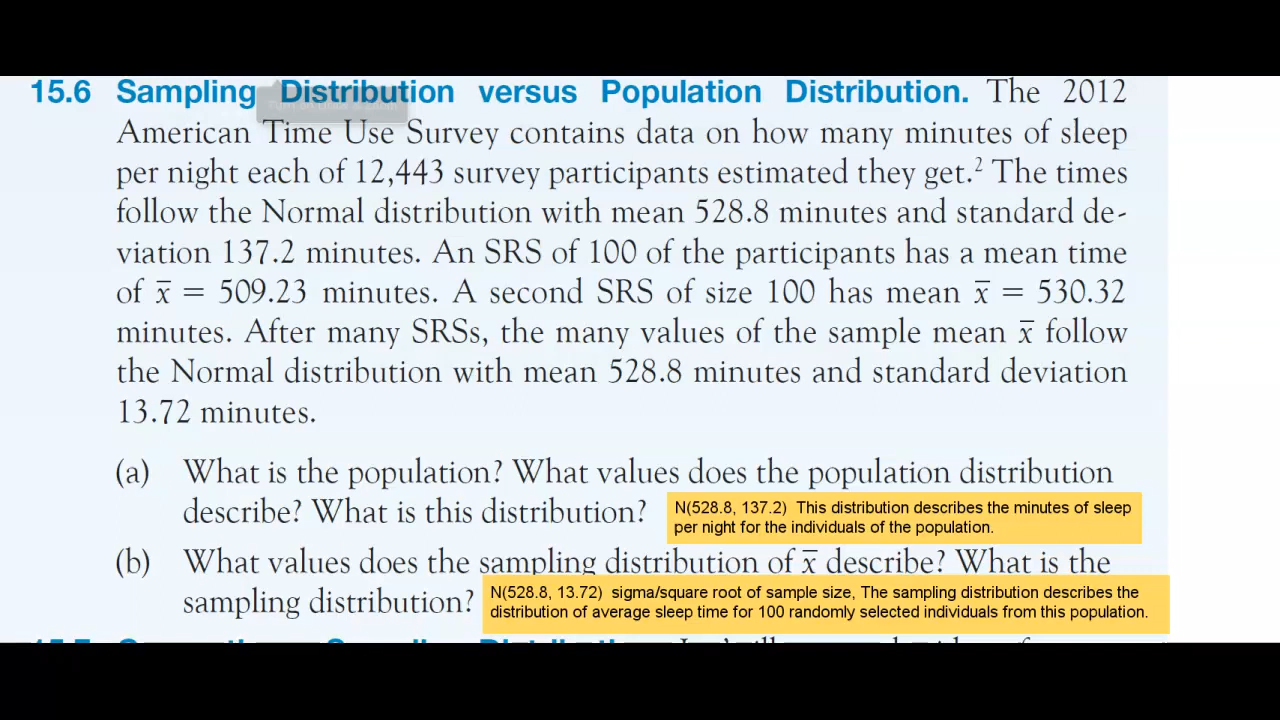 15.6 Sampling Distribution versus Population Distribution. The 2012
American Time Use Survey contains data on how many minutes of sleep
per night each of 12,443 survey participants estimated they get.² The times
follow the Normal distribution with mean 528.8 minutes and standard de-
viation 137.2 minutes. An SRS of 100 of the participants has a mean time
of x̅ = 509.23 minutes. A second SRS of size 100 has mean x̅ = 530.32
minutes. After many SRSs, the many values of the sample mean x̅ follow
the Normal distribution with mean 528.8 minutes and standard deviation
13.72 minutes.
(a) What is the population? What values does the population distribution
describe? What is this distribution?
N(528.8, 137.2) This distribution describes the minutes of sleep
per night for the individuals of the population.
(b) What values does the sampling distribution of x̅ describe? What is the
sampling distribution?
N(528.8, 13.72) sigma/square root of sample size, The sampling distribution describes the
distribution of average sleep time for 100 randomly selected individuals from this population.